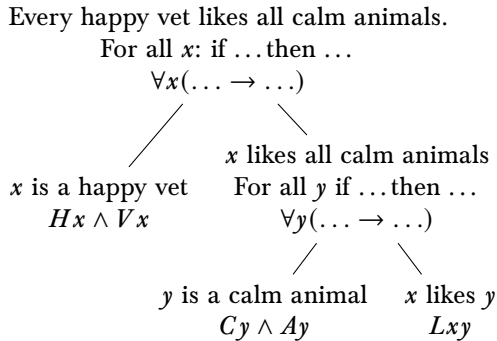 Every happy vet likes all calm animals.
For all x: if ... then ...
∀x(... → ...)
x likes all calm animals
x is a happy vet
For all y if ... then ...
Hx ∧ Vx
∀y(... → ...)
y is a calm animal
x likes y
Cy ∧ Ay
Lxy